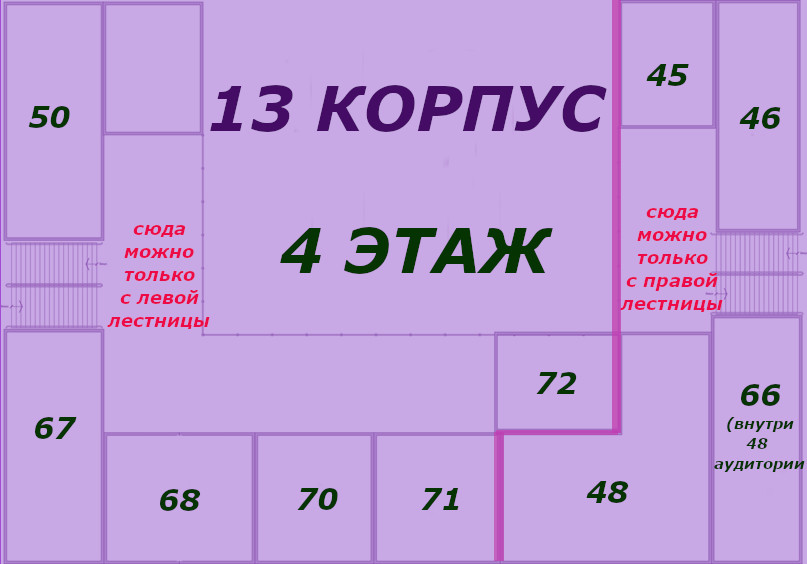 13 КОРПУС
4 ЭТАЖ
50
45
46
сюда
можно
только
с левой
лестницы
сюда
можно
только
с правой
лестницы
67
72
66
(внутри
48
аудитории
68
70
71
48